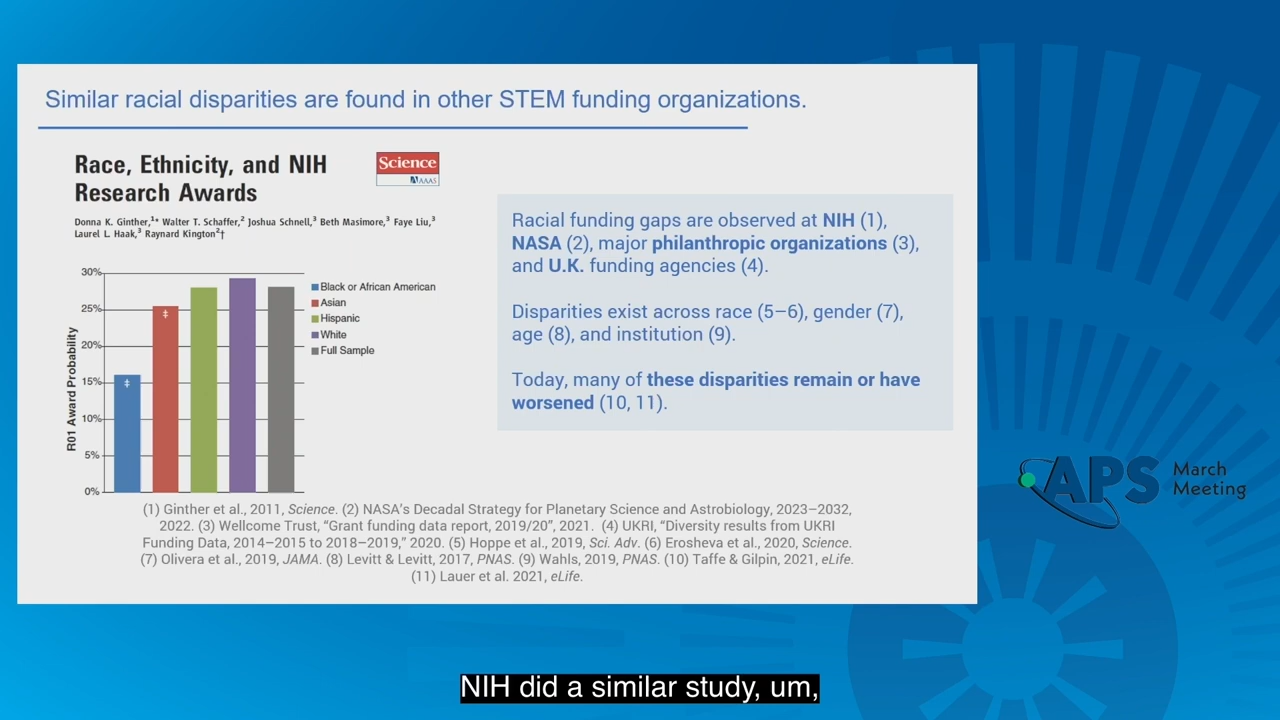 Similar racial disparities are found in other STEM funding organizations.
Race, Ethnicity, and NIH
Research Awards
Science
AAAS
Donna K. Ginther,¹* Walter T. Schaffer,² Joshua Schnell,³ Beth Masimore,³ Faye Liu,³
Laurel L. Haak,³ Raynard Kington²†
R01 Award Probability
30%
25%
20%
15%
10%
5%
0%
‡
‡
Black or African American
Asian
Hispanic
White
Full Sample
Racial funding gaps are observed at NIH (1),
NASA (2), major philanthropic organizations (3),
and U.K. funding agencies (4).
Disparities exist across race (5–6), gender (7),
age (8), and institution (9).
Today, many of these disparities remain or have
worsened (10, 11).
(1) Ginther et al., 2011, Science. (2) NASA's Decadal Strategy for Planetary Science and Astrobiology, 2023–2032,
2022. (3) Wellcome Trust, "Grant funding data report, 2019/20", 2021. (4) UKRI, "Diversity results from UKRI
Funding Data, 2014–2015 to 2018–2019," 2020. (5) Hoppe et al., 2019, Sci. Adv. (6) Erosheva et al., 2020, Science.
(7) Olivera et al., 2019, JAMA. (8) Levitt & Levitt, 2017, PNAS. (9) Wahls, 2019, PNAS. (10) Taffe & Gilpin, 2021, eLife.
(11) Lauer et al. 2021, eLife.
APS
March
Meeting
NIH did a similar study, um,